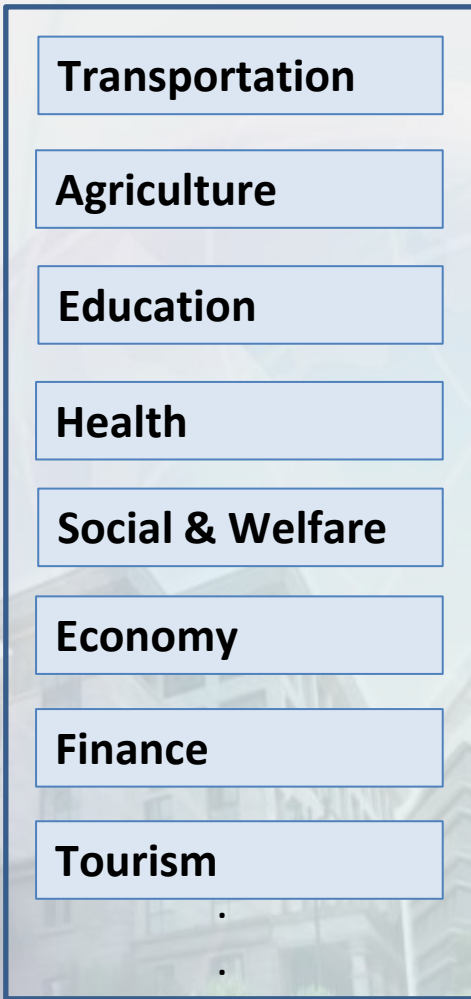 Transportation
Agriculture
Education
Health
Social & Welfare
Economy
Finance
Tourism
.
.